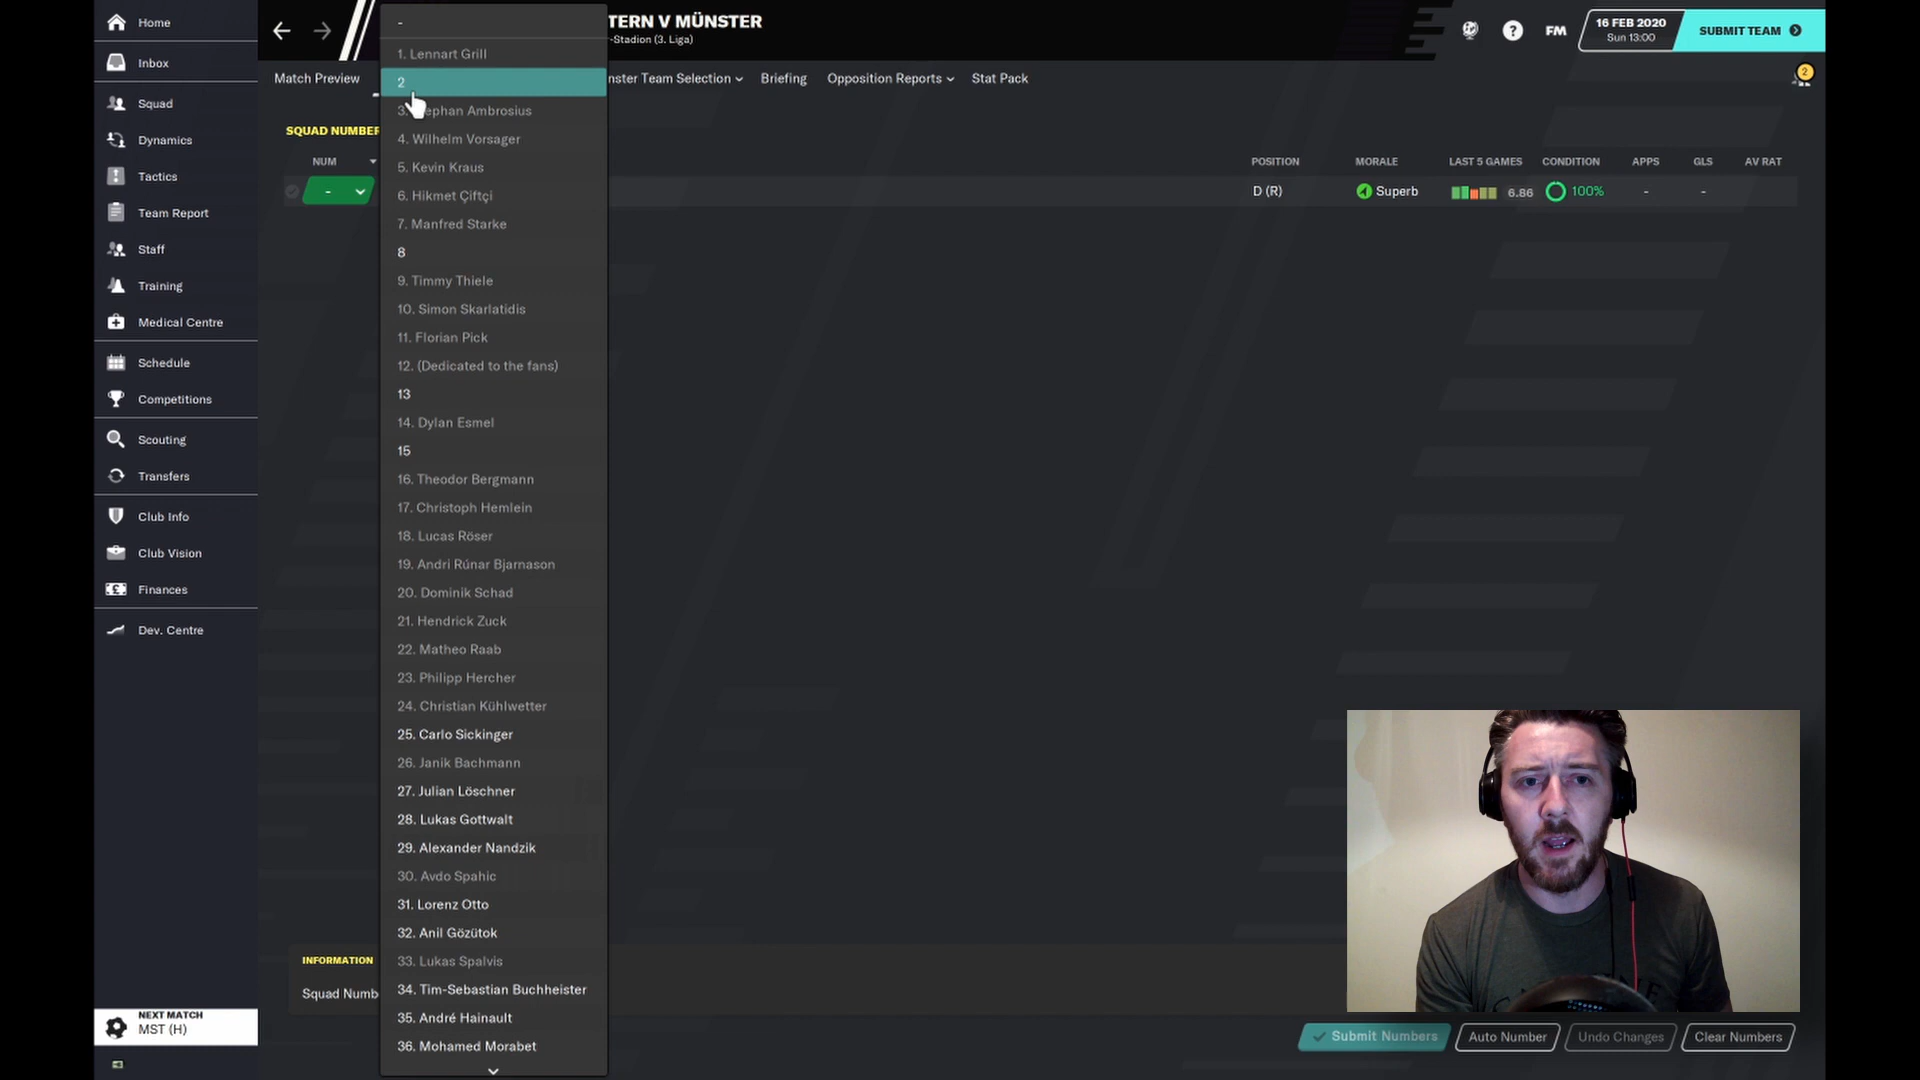 Home
Inbox
Squad
Dynamics
Tactics
Team Report
Staff
Training
Medical Centre
Schedule
Competitions
Scouting
Transfers
Club Info
Club Vision
Finances
Dev. Centre
NEXT MATCH
MST (H)
TERN V MÜNSTER
-Stadion (3. Liga)
FM
16 FEB 2020
Sun 13:00
SUBMIT TEAM
2
Match Preview
nster Team Selection
Briefing
Opposition Reports
Stat Pack
SQUAD NUMBER
NUM
POSITION
MORALE
LAST 5 GAMES
CONDITION
APPS
GLS
AV RAT
-
D (R)
Superb
6.86
100%
-
-
-
1. Lennart Grill
2
3. ephan Ambrosius
4. Wilhelm Vorsager
5. Kevin Kraus
6. Hikmet Çiftçi
7. Manfred Starke
8
9. Timmy Thiele
10. Simon Skarlatidis
11. Florian Pick
12. (Dedicated to the fans)
13
14. Dylan Esmel
15
16. Theodor Bergmann
17. Christoph Hemlein
18. Lucas Röser
19. Andri Rúnar Bjarnason
20. Dominik Schad
21. Hendrick Zuck
22. Matheo Raab
23. Philipp Hercher
24. Christian Kühlwetter
25. Carlo Sickinger
26. Janik Bachmann
27. Julian Löschner
28. Lukas Gottwalt
29. Alexander Nandzik
30. Avdo Spahic
31. Lorenz Otto
32. Anil Gözütok
33. Lukas Spalvis
34. Tim-Sebastian Buchheister
35. André Hainault
36. Mohamed Morabet
INFORMATION
Squad Numb
Submit Numbers
Auto Number
Undo Changes
Clear Numbers